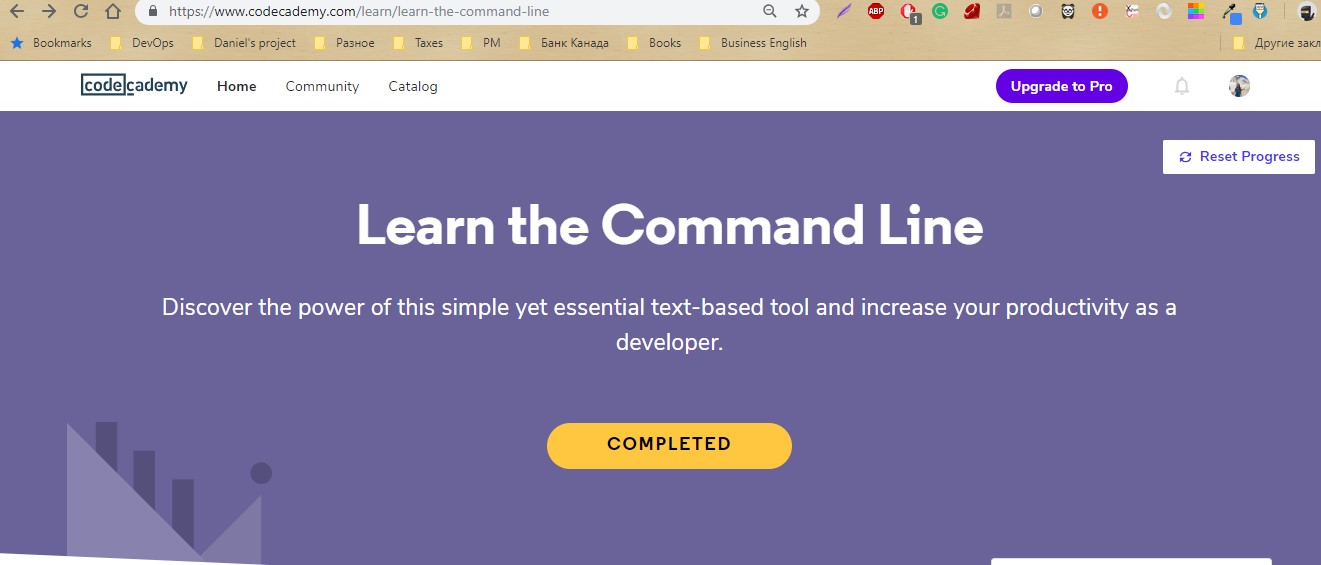 https://www.codecademy.com/learn/learn-the-command-line
ABP
1
Bookmarks DevOps Daniel's project Разное Taxes PM Банк Канада Books Business English Другие закл
codecademy Home Community Catalog Upgrade to Pro
Reset Progress
Learn the Command Line
Discover the power of this simple yet essential text-based tool and increase your productivity as a
developer.
COMPLETED